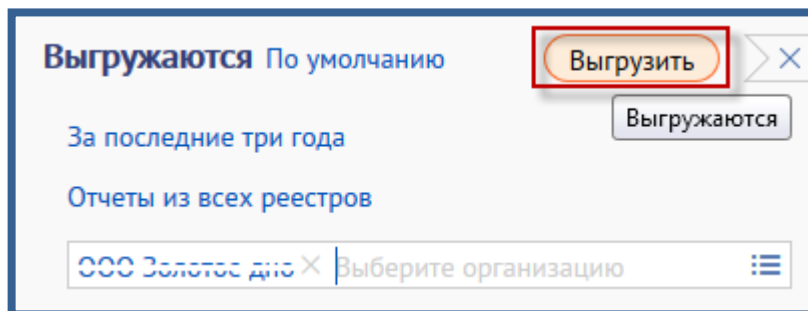 Выгружаются По умолчанию Выгрузить
Выгружаются
За последние три года
Отчеты из всех реестров
ООО Золотое дно Выберите организацию